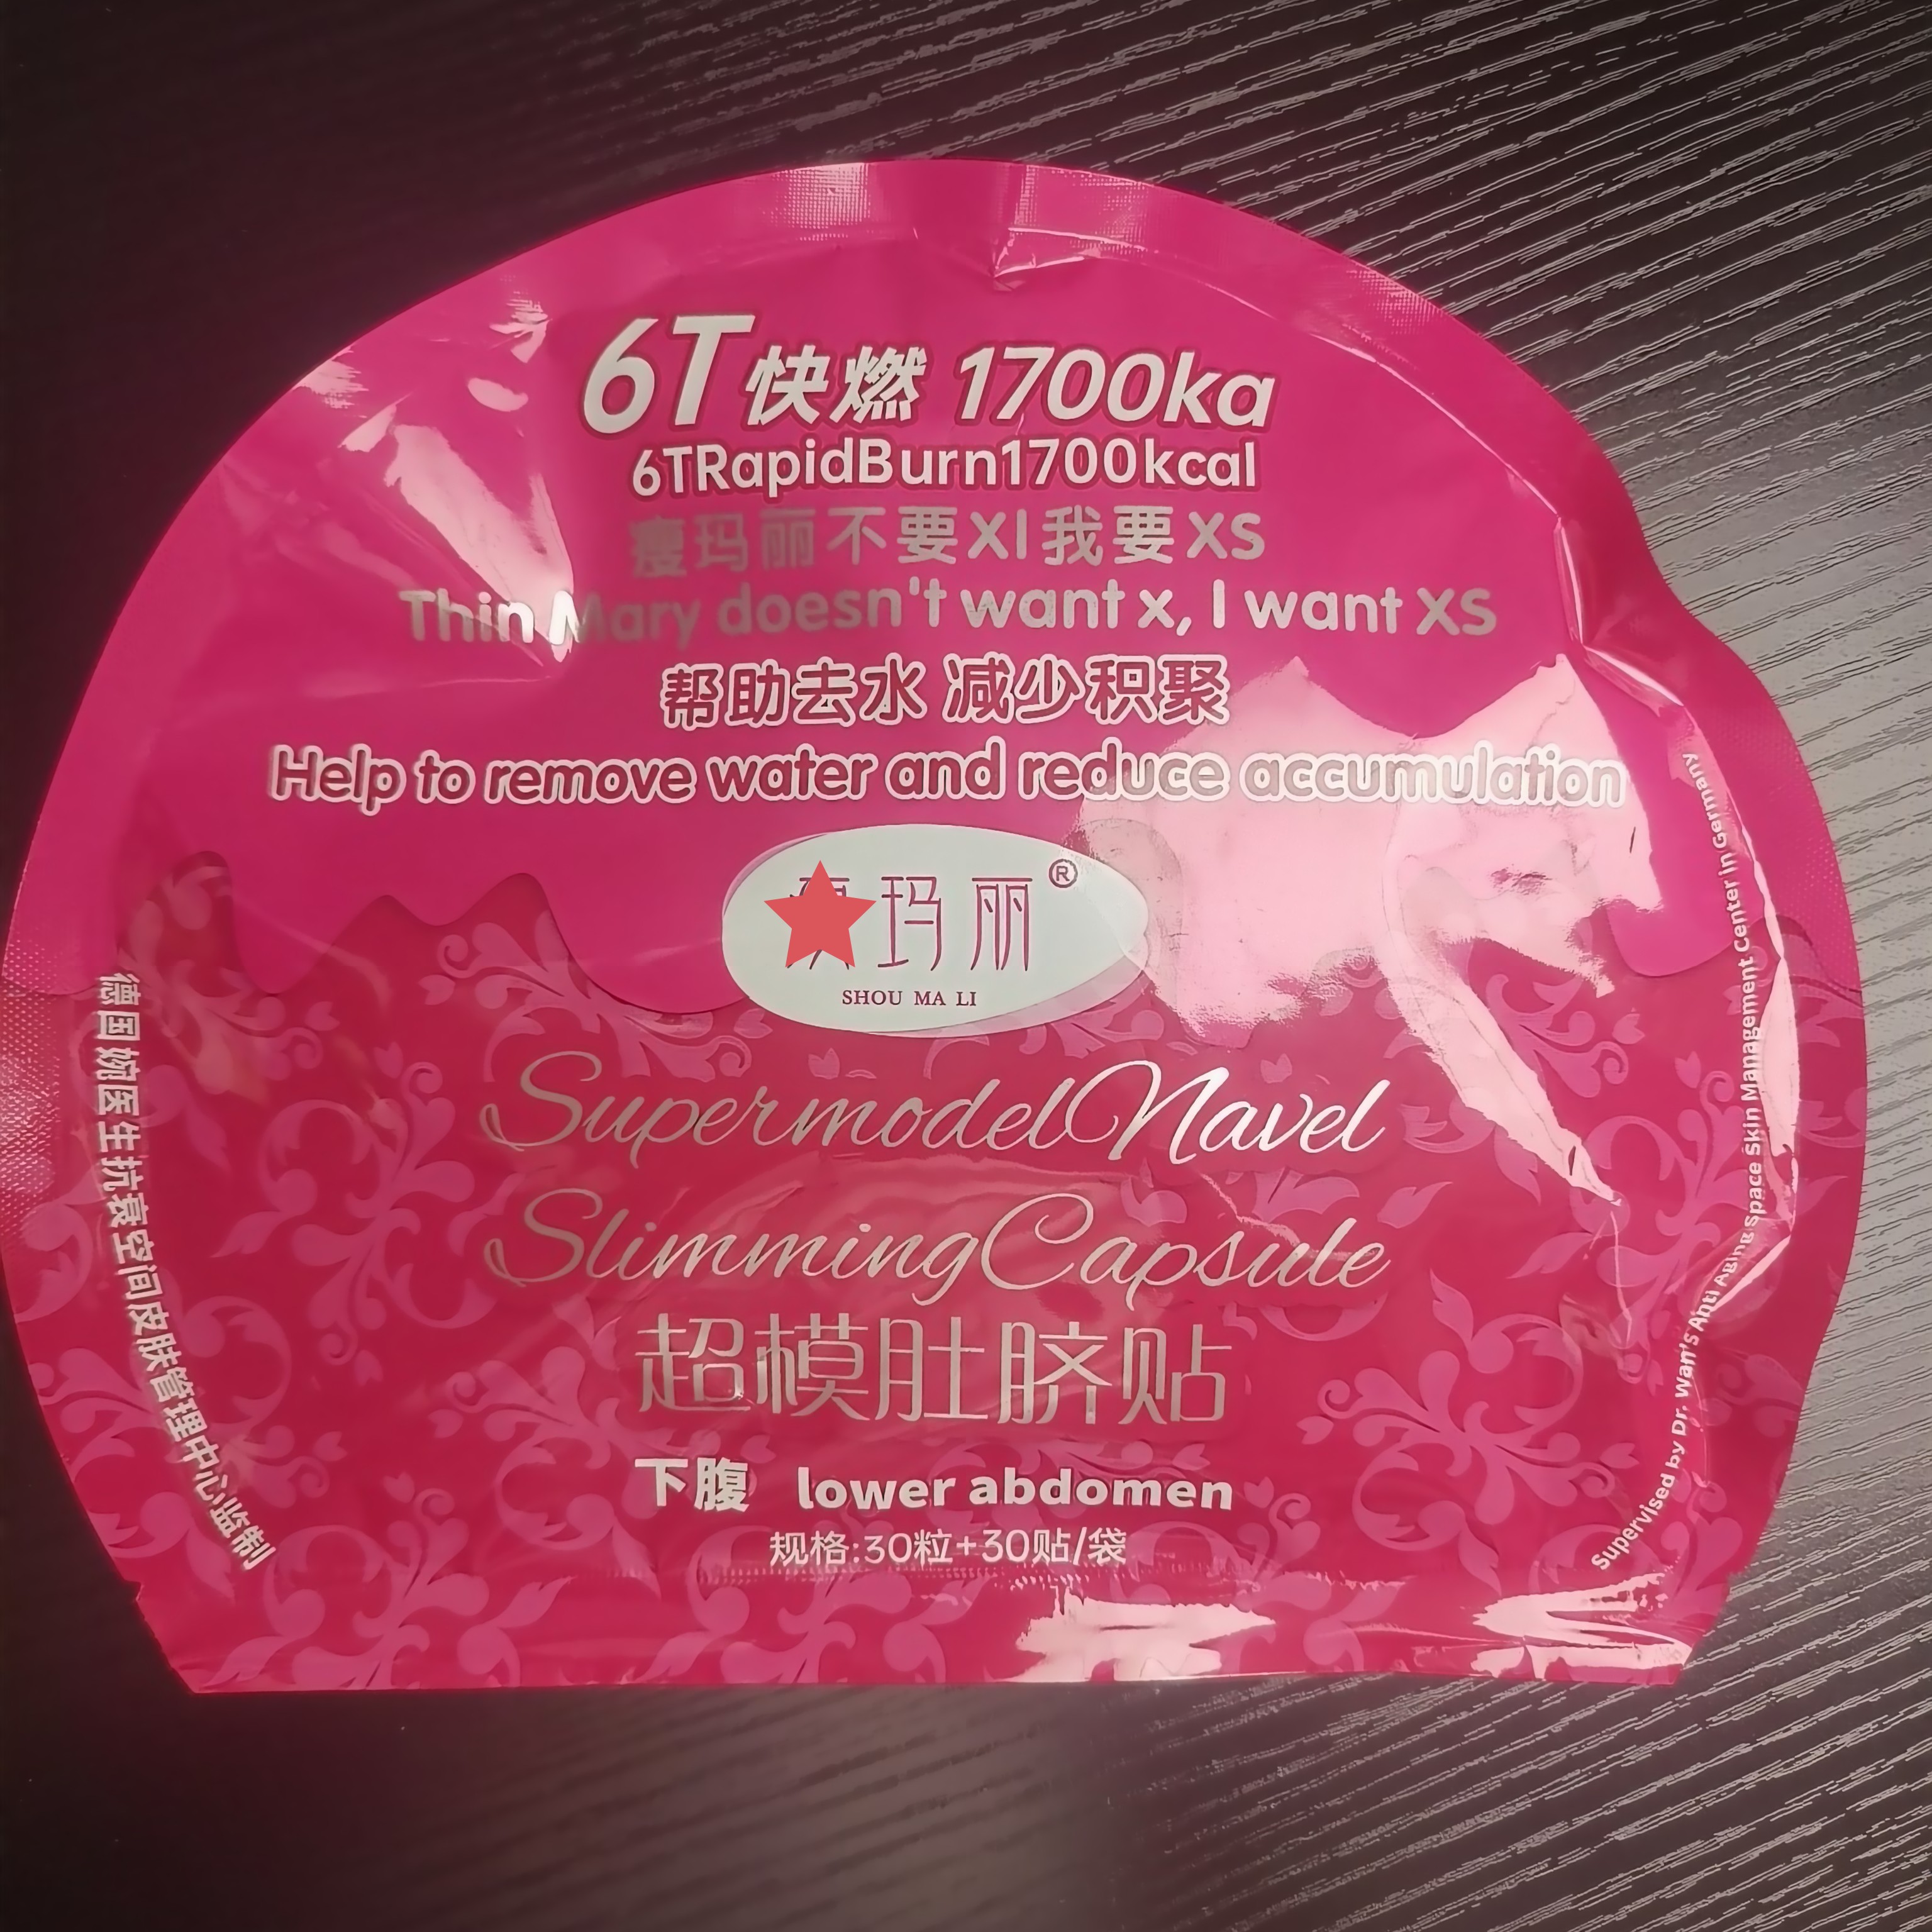 6T快燃 1700ka
6TRapidBurn1700kcal
瘦玛丽不要Xl我要XS
Thin Mary doesn't want x, I want XS
帮助去水 减少积聚
Help to remove water and reduce accumulation
玛丽®
SHOU MA LI
SupermodelNavel
SlimmingCapsule
超模肚脐贴
下腹 lower abdomen
规格:30粒+30贴/袋
德国婉医生抗衰空间皮肤管理中心监制
Supervised by Dr. Wan's Anti Aging Space Skin Management Center in Germany